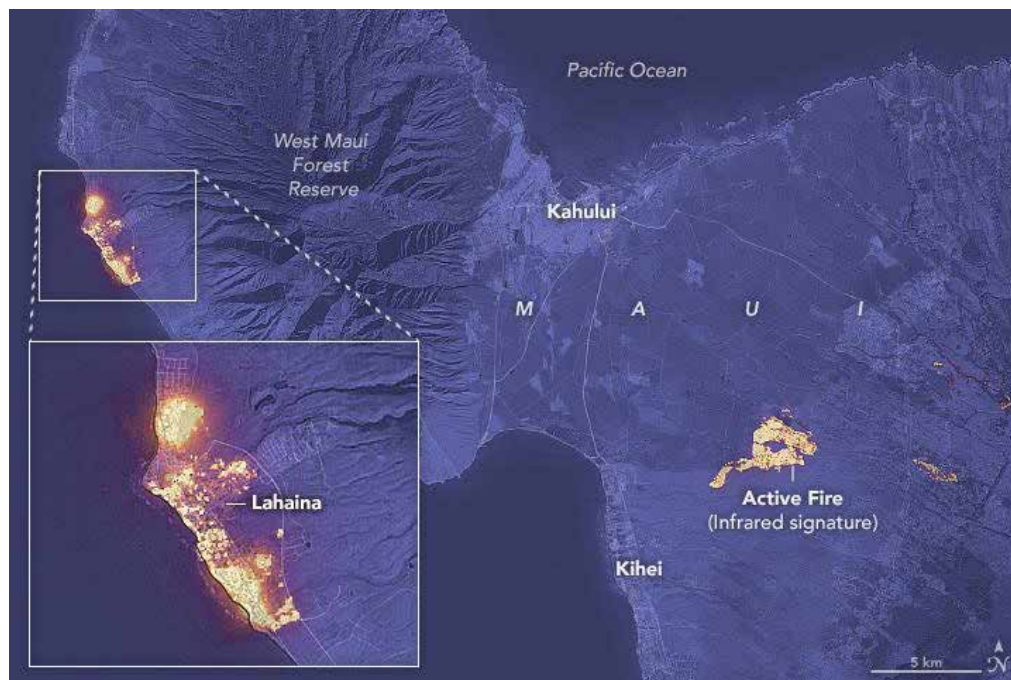 Pacific Ocean
West Maui
Forest
Reserve
Kahului
M A U I
Lahaina
Active Fire
(Infrared signature)
Kihei
5 km
N